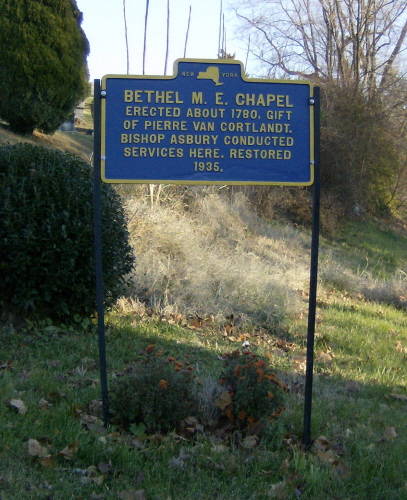 NEW YORK
BETHEL M. E. CHAPEL
ERECTED ABOUT 1780. GIFT
OF PIERRE VAN CORTLANDT.
BISHOP ASBURY CONDUCTED
SERVICES HERE. RESTORED
1935.